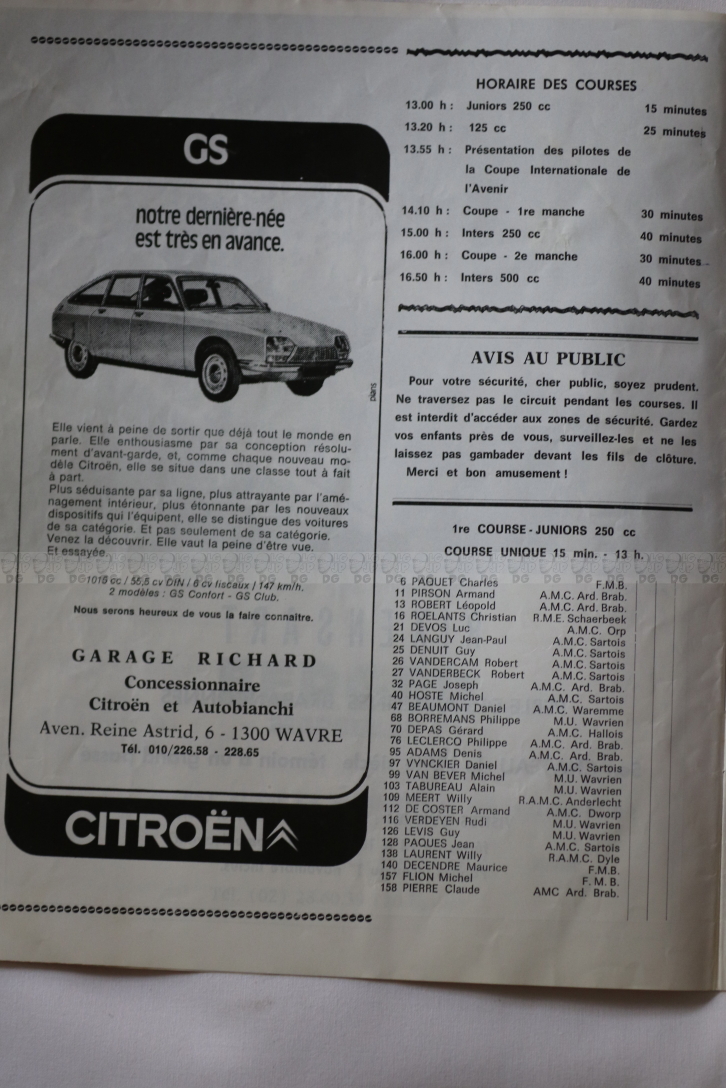 GS
notre dernière-née
est très en avance.
piaris
Elle vient à peine de sortir que déjà tout le monde en
parle. Elle enthousiasme par sa conception résolu-
ment d'avant-garde, et, comme chaque nouveau mo-
dèle Citroën, elle se situe dans une classe tout à fait
à part.
Plus séduisante par sa ligne, plus attrayante par l'amé-
nagement intérieur, plus étonnante par les nouveaux
dispositifs qui l'équipent, elle se distingue des voitures
de sa catégorie. Et pas seulement de sa catégorie.
Venez la découvrir. Elle vaut la peine d'être vue.
Et essayée.
1015 cc / 55,5 cv DIN / 6 cv fiscaux / 147 km/h.
2 modèles : GS Confort - GS Club.
Nous serons heureux de vous la faire connaître.
GARAGE RICHARD
Concessionnaire
Citroën et Autobianchi
Aven. Reine Astrid, 6 - 1300 WAVRE
Tél. 010/226.58 - 228.65
CITROËN
HORAIRE DES COURSES
13.00 h : Juniors 250 cc 15 minutes
13.20 h : 125 cc 25 minutes
13.55 h : Présentation des pilotes de
la Coupe Internationale de
l'Avenir
14.10 h : Coupe - 1re manche 30 minutes
15.00 h : Inters 250 cc 40 minutes
16.00 h : Coupe - 2e manche 30 minutes
16.50 h : Inters 500 cc 40 minutes
AVIS AU PUBLIC
Pour votre sécurité, cher public, soyez prudent.
Ne traversez pas le circuit pendant les courses. Il
est interdit d'accéder aux zones de sécurité. Gardez
vos enfants près de vous, surveillez-les et ne les
laissez pas gambader devant les fils de clôture.
Merci et bon amusement !
1re COURSE - JUNIORS 250 cc
COURSE UNIQUE 15 min. - 13 h.
6 PAQUET Charles F.M.B.
11 PIRSON Armand A.M.C. Ard. Brab.
13 ROBERT Léopold A.M.C. Ard. Brab.
16 ROELANTS Christian R.M.E. Schaerbeek
21 DEVOS Luc A.M.C. Orp
24 LANGUY Jean-Paul A.M.C. Sartois
25 DENUIT Guy A.M.C. Sartois
26 VANDERCAM Robert A.M.C. Sartois
27 VANDERBECK Robert A.M.C. Sartois
32 PAGE Joseph A.M.C. Ard. Brab.
40 HOSTE Michel A.M.C. Sartois
47 BEAUMONT Daniel A.M.C. Waremme
68 BORREMANS Philippe M.U. Wavrien
70 DEPAS Gérard A.M.C. Hallois
76 LECLERCQ Philippe A.M.C. Ard. Brab.
95 ADAMS Denis A.M.C. Ard. Brab.
97 VYNCKIER Daniel A.M.C. Sartois
99 VAN BEVER Michel M.U. Wavrien
103 TABUREAU Alain M.U. Wavrien
109 MEERT Willy R.A.M.C. Anderlecht
112 DE COSTER Armand A.M.C. Dworp
116 VERDEYEN Rudi M.U. Wavrien
126 LEVIS Guy M.U. Wavrien
128 PAQUES Jean A.M.C. Sartois
138 LAURENT Willy R.A.M.C. Dyle
140 DECENDRE Maurice F.M.B.
157 FLION Michel F. M. B.
158 PIERRE Claude AMC Ard. Brab.